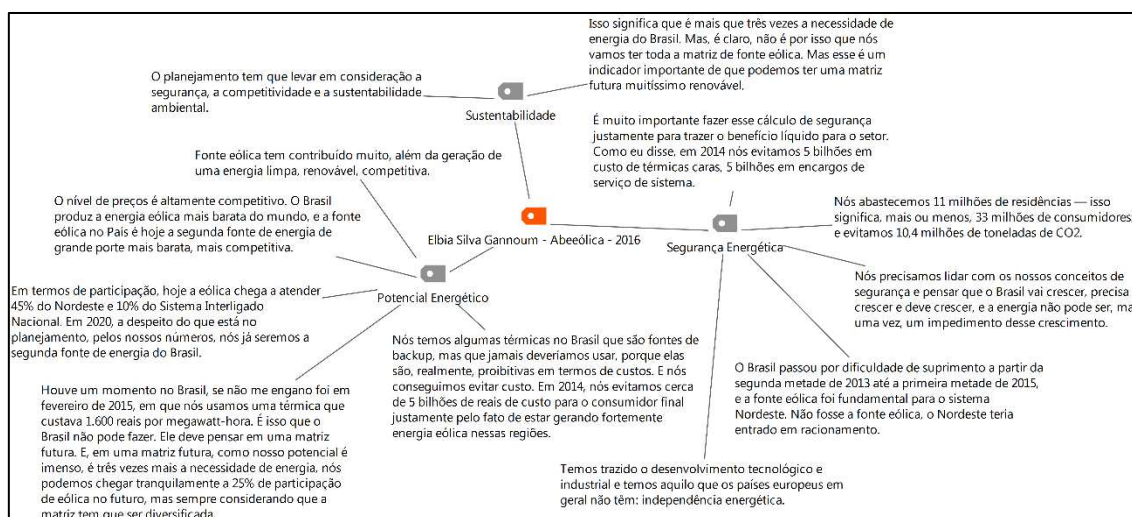 Isso significa que é mais que três vezes a necessidade de
energia do Brasil. Mas, é claro, não é por isso que nós
vamos ter toda a matriz de fonte eólica. Mas esse é um
indicador importante de que podemos ter uma matriz
futura muitíssimo renovável.
O planejamento tem que levar em consideração a
segurança, a competitividade e a sustentabilidade
ambiental.
Sustentabilidade
É muito importante fazer esse cálculo de segurança
justamente para trazer o benefício líquido para o setor.
Como eu disse, em 2014 nós evitamos 5 bilhões em
custo de térmicas caras, 5 bilhões em encargos de
serviço de sistema.
Fonte eólica tem contribuído muito, além da geração de
uma energia limpa, renovável, competitiva.
O nível de preços é altamente competitivo. O Brasil
produz a energia eólica mais barata do mundo, e a fonte
eólica no País é hoje a segunda fonte de energia de
grande porte mais barata, mais competitiva.
Elbia Silva Gannoum - Abeeólica - 2016
Segurança Energética
Nós abastecemos 11 milhões de residências — isso
significa, mais ou menos, 33 milhões de consumidores
e evitamos 10,4 milhões de toneladas de CO2.
Potencial Energético
Nós precisamos lidar com os nossos conceitos de
segurança e pensar que o Brasil vai crescer, precisa
crescer e deve crescer, e a energia não pode ser, ma
uma vez, um impedimento desse crescimento.
Em termos de participação, hoje a eólica chega a atender
45% do Nordeste e 10% do Sistema Interligado
Nacional. Em 2020, a despeito do que está no
planejamento, pelos nossos números, nós já seremos a
segunda fonte de energia do Brasil.
Nós temos algumas térmicas no Brasil que são fontes de
backup, mas que jamais deveríamos usar, porque elas
são, realmente, proibitivas em termos de custos. E nós
conseguimos evitar custo. Em 2014, nós evitamos cerca
de 5 bilhões de reais de custo para o consumidor final
justamente pelo fato de estar gerando fortemente
energia eólica nessas regiões.
O Brasil passou por dificuldade de suprimento a partir da
segunda metade de 2013 até a primeira metade de 2015,
e a fonte eólica foi fundamental para o sistema
Nordeste. Não fosse a fonte eólica, o Nordeste teria
entrado em racionamento.
Houve um momento no Brasil, se não me engano foi em
fevereiro de 2015, em que nós usamos uma térmica que
custava 1.600 reais por megawatt-hora. É isso que o
Brasil não pode fazer. Ele deve pensar em uma matriz
futura. E, em uma matriz futura, como nosso potencial é
imenso, é três vezes mais a necessidade de energia, nós
podemos chegar tranquilamente a 25% de participação
de eólica no futuro, mas sempre considerando que a
matriz tem que ser diversificada.
Temos trazido o desenvolvimento tecnológico e
industrial e temos aquilo que os países europeus em
geral não têm: independência energética.